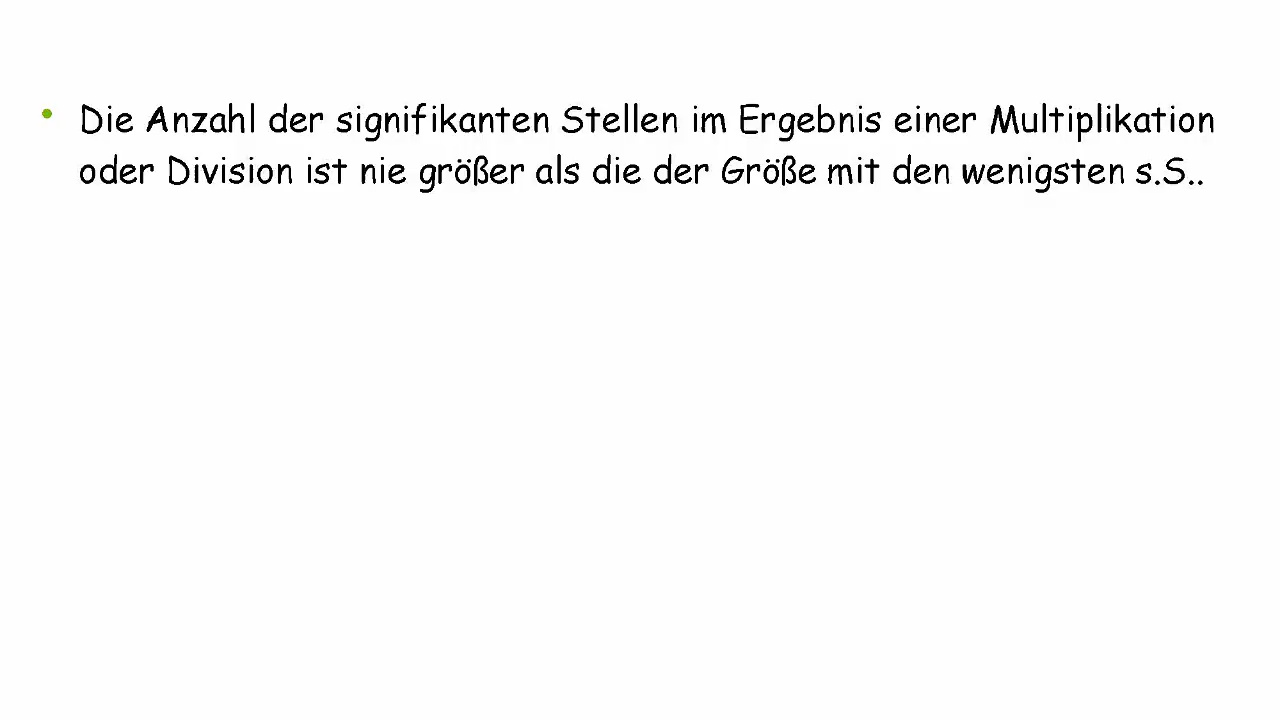 • Die Anzahl der signifikanten Stellen im Ergebnis einer Multiplikation
oder Division ist nie größer als die der Größe mit den wenigsten s.S..